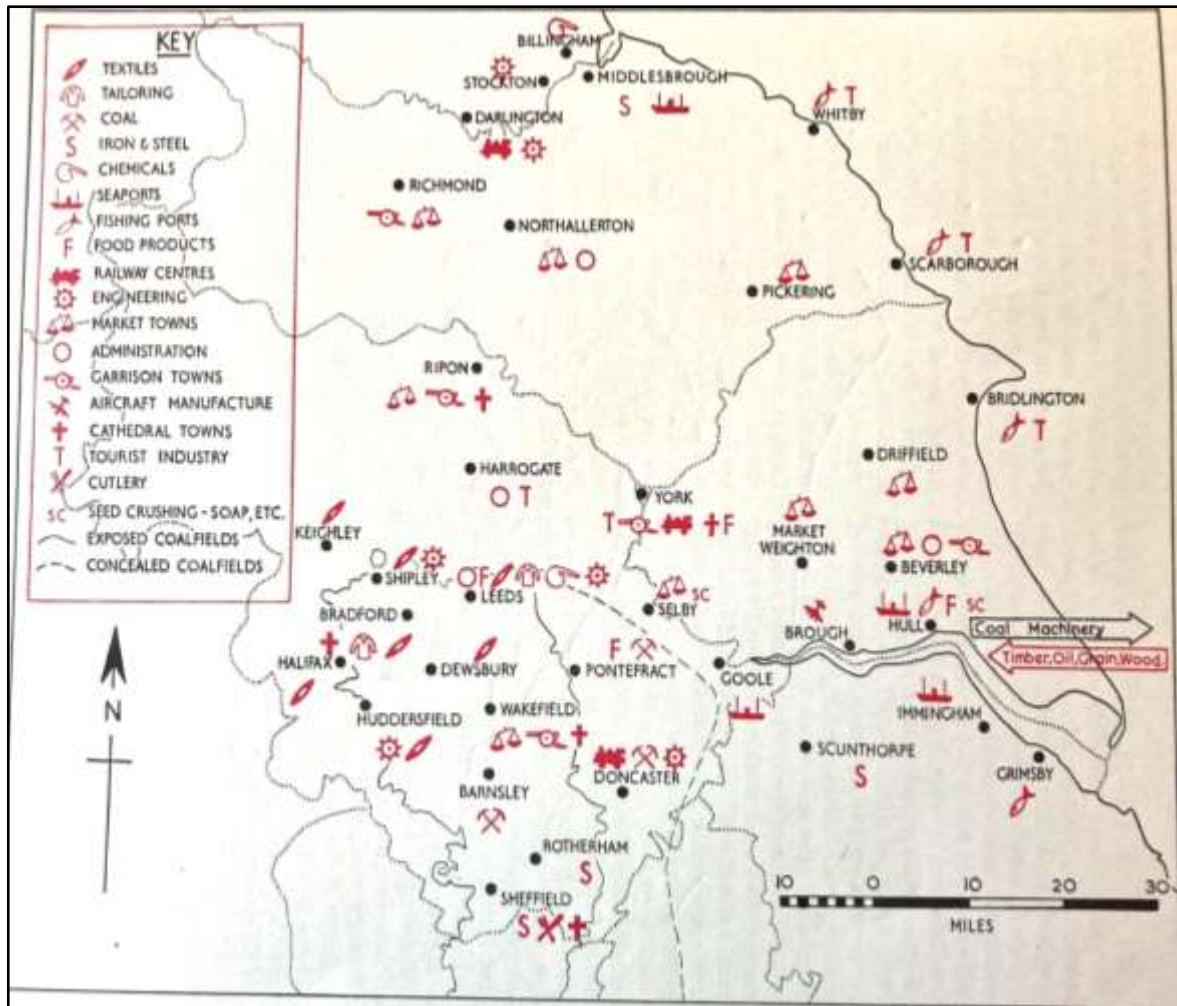 KEY
TEXTILES
TAILORING
COAL
S IRON & STEEL
CHEMICALS
SEAPORTS
FISHING PORTS
F FOOD PRODUCTS
RAILWAY CENTRES
ENGINEERING
MARKET TOWNS
ADMINISTRATION
GARRISON TOWNS
AIRCRAFT MANUFACTURE
CATHEDRAL TOWNS
T TOURIST INDUSTRY
CUTLERY
SC SEED CRUSHING - SOAP, ETC.
EXPOSED COALFIELDS
CONCEALED COALFIELDS
N
BILLINGHAM
STOCKTON
MIDDLESBROUGH
S
DARLINGTON
T
WHITBY
RICHMOND
NORTHALLERTON
T
SCARBOROUGH
PICKERING
RIPON
BRIDLINGTON
T
HARROGATE
T
YORK
T F
DRIFFIELD
MARKET
WEIGHTON
BEVERLEY
KEIGHLEY
SHIPLEY
F
LEEDS
SC
SELBY
BRADFORD
F SC
HULL
BROUGH
Coal Machinery
Timber, Oil, Grain, Wood.
HALIFAX
DEWSBURY
F
PONTEFRACT
GOOLE
HUDDERSFIELD
WAKEFIELD
IMMINGHAM
SCUNTHORPE
S
GRIMSBY
BARNSLEY
DONCASTER
ROTHERHAM
S
SHEFFIELD
S
10 0 10 20 30
MILES